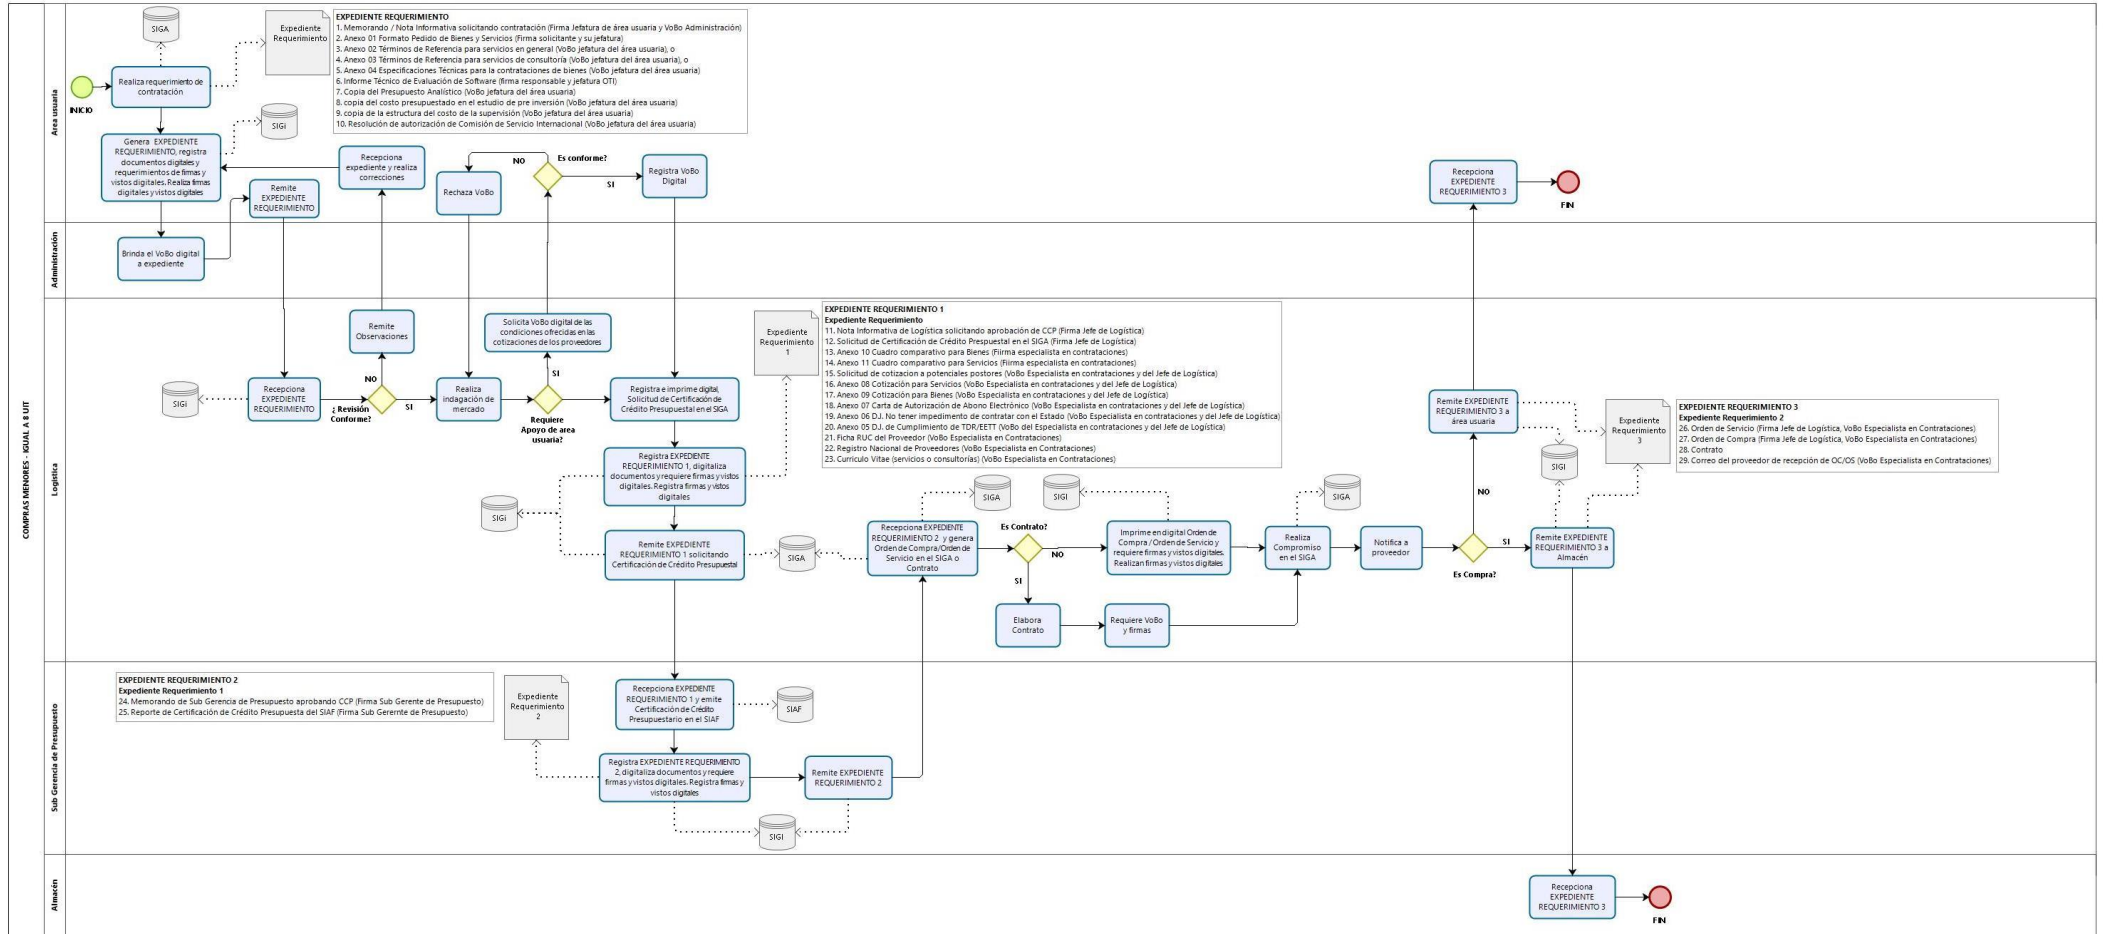 COMPRAS MENORES - IGUAL A 8 UIT
Area usuaria
INICIO
SIGA
Realiza requerimiento de
contratación
Expediente
Requerimiento
EXPEDIENTE REQUERIMIENTO
1. Memorando / Nota Informativa solicitando contratación (Firma Jefatura de área usuaria y VoBo Administración)
2. Anexo 01 Formato Pedido de Bienes y Servicios (Firma solicitante y su jefatura)
3. Anexo 02 Términos de Referencia para servicios en general (VoBo jefatura del área usuaria), o
4. Anexo 03 Términos de Referencia para servicios de consultoría (VoBo jefatura del área usuaria), o
5. Anexo 04 Especificaciones Técnicas para la contrataciones de bienes (VoBo jefatura del área usuaria)
6. Informe Técnico de Evaluación de Software (firma responsable y jefatura OTI)
7. Copia del Presupuesto Analístico (VoBo jefatura del área usuaria)
8. copia del costo presupuestado en el estudio de pre inversión (VoBo jefatura del área usuaria)
9. copia de la estructura del costo de la supervisión (VoBo jefatura del área usuaria)
10. Resolución de autorización de Comisión de Servicio Internacional (VoBo jefatura del área usuaria)
SIGi
Genera EXPEDIENTE
REQUERIMIENTO, registra
documentos digitales y
requerimientos de firmas y
vistos digitales. Realiza firmas
digitales y vistos digitales
Remite
EXPEDIENTE
REQUERIMIENTO
Recepciona
expediente y realiza
correcciones
NO
Es conforme?
SI
Rechaza VoBo
Registra VoBo
Digital
Recepciona
EXPEDIENTE
REQUERIMIENTO 3
FIN
Administración
Brinda el VoBo digital
a expediente
Logística
Remite
Observaciones
NO
SIGi
Recepciona
EXPEDIENTE
REQUERIMIENTO
¿ Revisión
Conforme?
SI
Realiza
indagación de
mercado
Solicita VoBo digital de las
condiciones ofrecidas en las
cotizaciones de los proveedores
SI
Requiere
Apoyo de area
usuaria?
Registra e imprime digital,
Solicitud de Certificación de
Crédito Presupuestal en el SIGA
Expediente
Requerimiento
1
EXPEDIENTE REQUERIMIENTO 1
Expediente Requerimiento
11. Nota Informativa de Logística solicitando aprobación de CCP (Firma Jefe de Logística)
12. Solicitud de Certificación de Crédito Prespuestal en el SIGA (Firma Jefe de Logística)
13. Anexo 10 Cuadro comparativo para Bienes (Fiirma especialista en contrataciones)
14. Anexo 11 Cuadro comparativo para Servicios (Fiirma especialista en contrataciones)
15. Solicitud de cotizacion a potenciales postores (VoBo Especialista en contrataciones y del Jefe de Logística)
16. Anexo 08 Cotización para Servicios (VoBo Especialista en contrataciones y del Jefe de Logística)
17. Anexo 09 Cotización para Bienes (VoBo Especialista en contrataciones y del Jefe de Logística)
18. Anexo 07 Carta de Autorización de Abono Electrónico (VoBo Especialista en contrataciones y del Jefe de Logística)
19. Anexo 06 D.J. No tener impedimento de contratar con el Estado (VoBo Especialista en contrataciones y del Jefe de Logística)
20. Anexo 05 D.J. de Cumplimiento de TDR/EETT (VoBo del Especialista en contrataciones y del Jefe de Logística)
21. Ficha RUC del Proveedor (VoBo Especialista en Contrataciones)
22. Registro Nacional de Proveedores (VoBo Especialista en Contrataciones)
23. Curriculo Vitae (servicios o consultorías) (VoBo Especialista en Contrataciones)
Registra EXPEDIENTE
REQUERIMIENTO 1, digitaliza
documentos y requiere firmas y vistos
digitales. Registra firmas y vistos
digitales
SIGi
Remite EXPEDIENTE
REQUERIMIENTO 1 solicitando
Certificación de Crédito Presupuestal
SIGA
Recepciona EXPEDIENTE
REQUERIMIENTO 2 y genera
Orden de Compra/Orden de
Servicio en el SIGA o
Contrato
SIGA
Es Contrato?
NO
SI
SIGI
Imprime en digital Orden de
Compra / Orden de Servicio y
requiere firmas y vistos digitales.
Realizan firmas y vistos digitales
Elabora
Contrato
Requiere VoBo
y firmas
SIGA
Realiza
Compromiso
en el SIGA
Notifica a
proveedor
Es Compra?
NO
SI
Remite EXPEDIENTE
REQUERIMIENTO 3 a
área usuaria
SIGI
Remite EXPEDIENTE
REQUERIMIENTO 3 a
Almacén
Expediente
Requerimiento
3
EXPEDIENTE REQUERIMIENTO 3
Expediente Requerimiento 2
26. Orden de Servicio (Firma Jefe de Logística, VoBo Especialista en Contrataciones)
27. Orden de Compra (Firma Jefe de Logística, VoBo Especialista en Contrataciones)
28. Contrato
29. Correo del proveedor de recepción de OC/OS (VoBo Especialista en Contrataciones)
Sub Gerencia de Presupuesto
EXPEDIENTE REQUERIMIENTO 2
Expediente Requerimiento 1
24. Memorando de Sub Gerencia de Presupuesto aprobando CCP (Firma Sub Gerente de Presupuesto)
25. Reporte de Certificación de Crédito Presupuesta del SIAF (Firma Sub Gerernte de Presupuesto)
Expediente
Requerimiento
2
Recepciona EXPEDIENTE
REQUERIMIENTO 1 y emite
Certificación de Crédito
Presupuestario en el SIAF
SIAF
Registra EXPEDIENTE REQUERIMIENTO
2, digitaliza documentos y requiere
firmas y vistos digitales. Registra firmas y
vistos digitales
Remite EXPEDIENTE
REQUERIMIENTO 2
SIGI
Almacén
Recepciona
EXPEDIENTE
REQUERIMIENTO 3
FIN